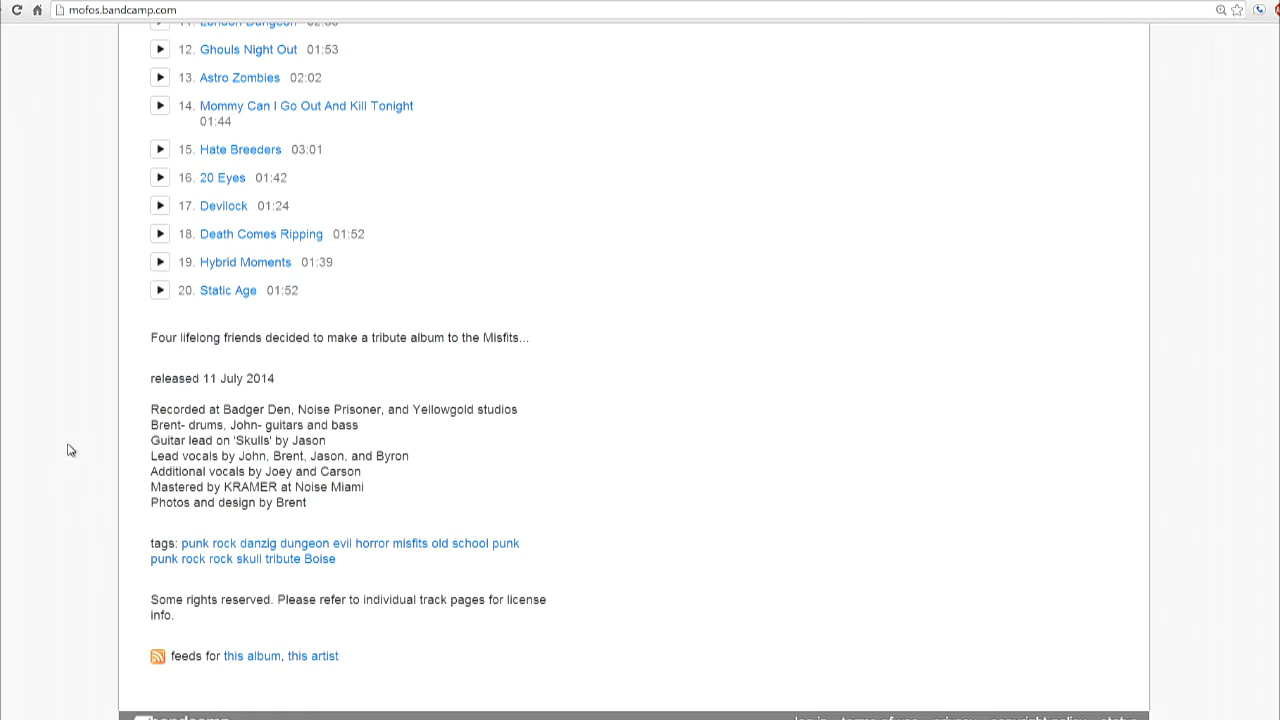 mofos.bandcamp.com
12. Ghouls Night Out 01:53
13. Astro Zombies 02:02
14. Mommy Can I Go Out And Kill Tonight
01:44
15. Hate Breeders 03:01
16. 20 Eyes 01:42
17. Devilock 01:24
18. Death Comes Ripping 01:52
19. Hybrid Moments 01:39
20. Static Age 01:52
Four lifelong friends decided to make a tribute album to the Misfits...
released 11 July 2014
Recorded at Badger Den, Noise Prisoner, and Yellowgold studios
Brent- drums, John- guitars and bass
Guitar lead on 'Skulls' by Jason
Lead vocals by John, Brent, Jason, and Byron
Additional vocals by Joey and Carson
Mastered by KRAMER at Noise Miami
Photos and design by Brent
tags: punk rock danzig dungeon evil horror misfits old school punk
punk rock rock skull tribute Boise
Some rights reserved. Please refer to individual track pages for license
info.
feeds for this album, this artist